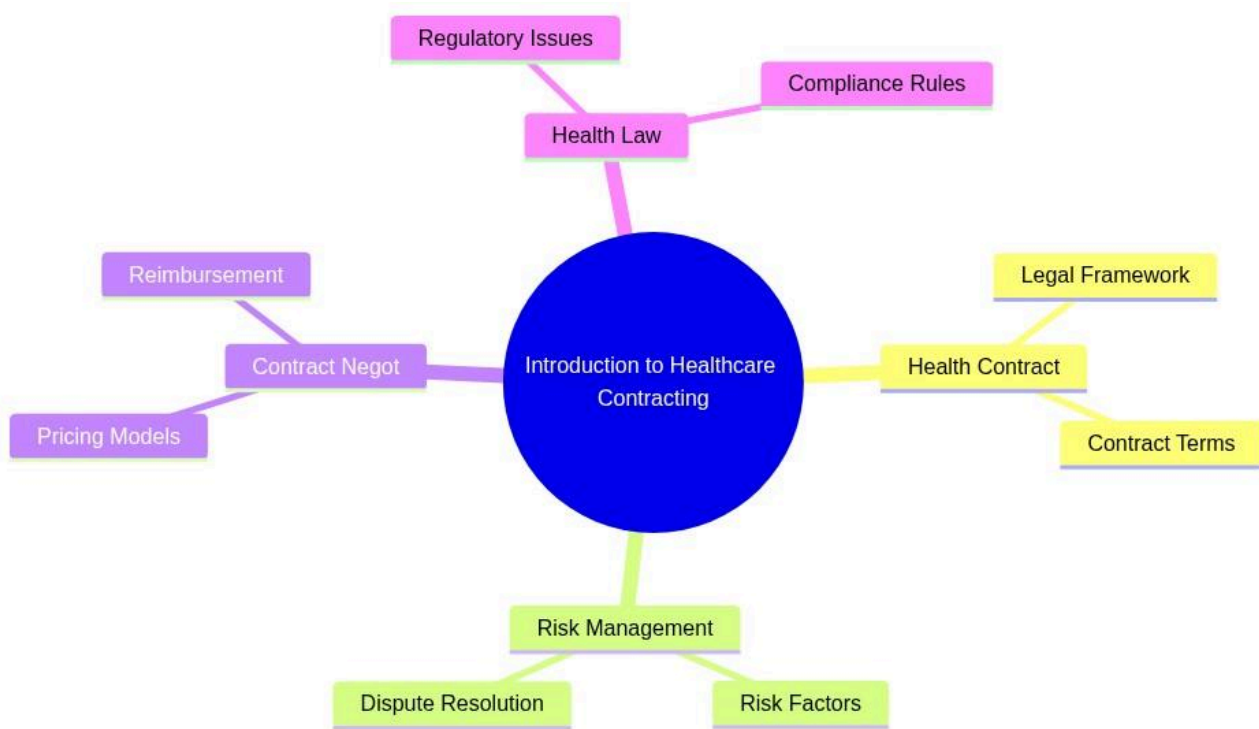 Regulatory Issues
Compliance Rules
Health Law
Reimbursement
Legal Framework
Contract Negot
Introduction to Healthcare
Contracting
Health Contract
Pricing Models
Contract Terms
Risk Management
Dispute Resolution
Risk Factors